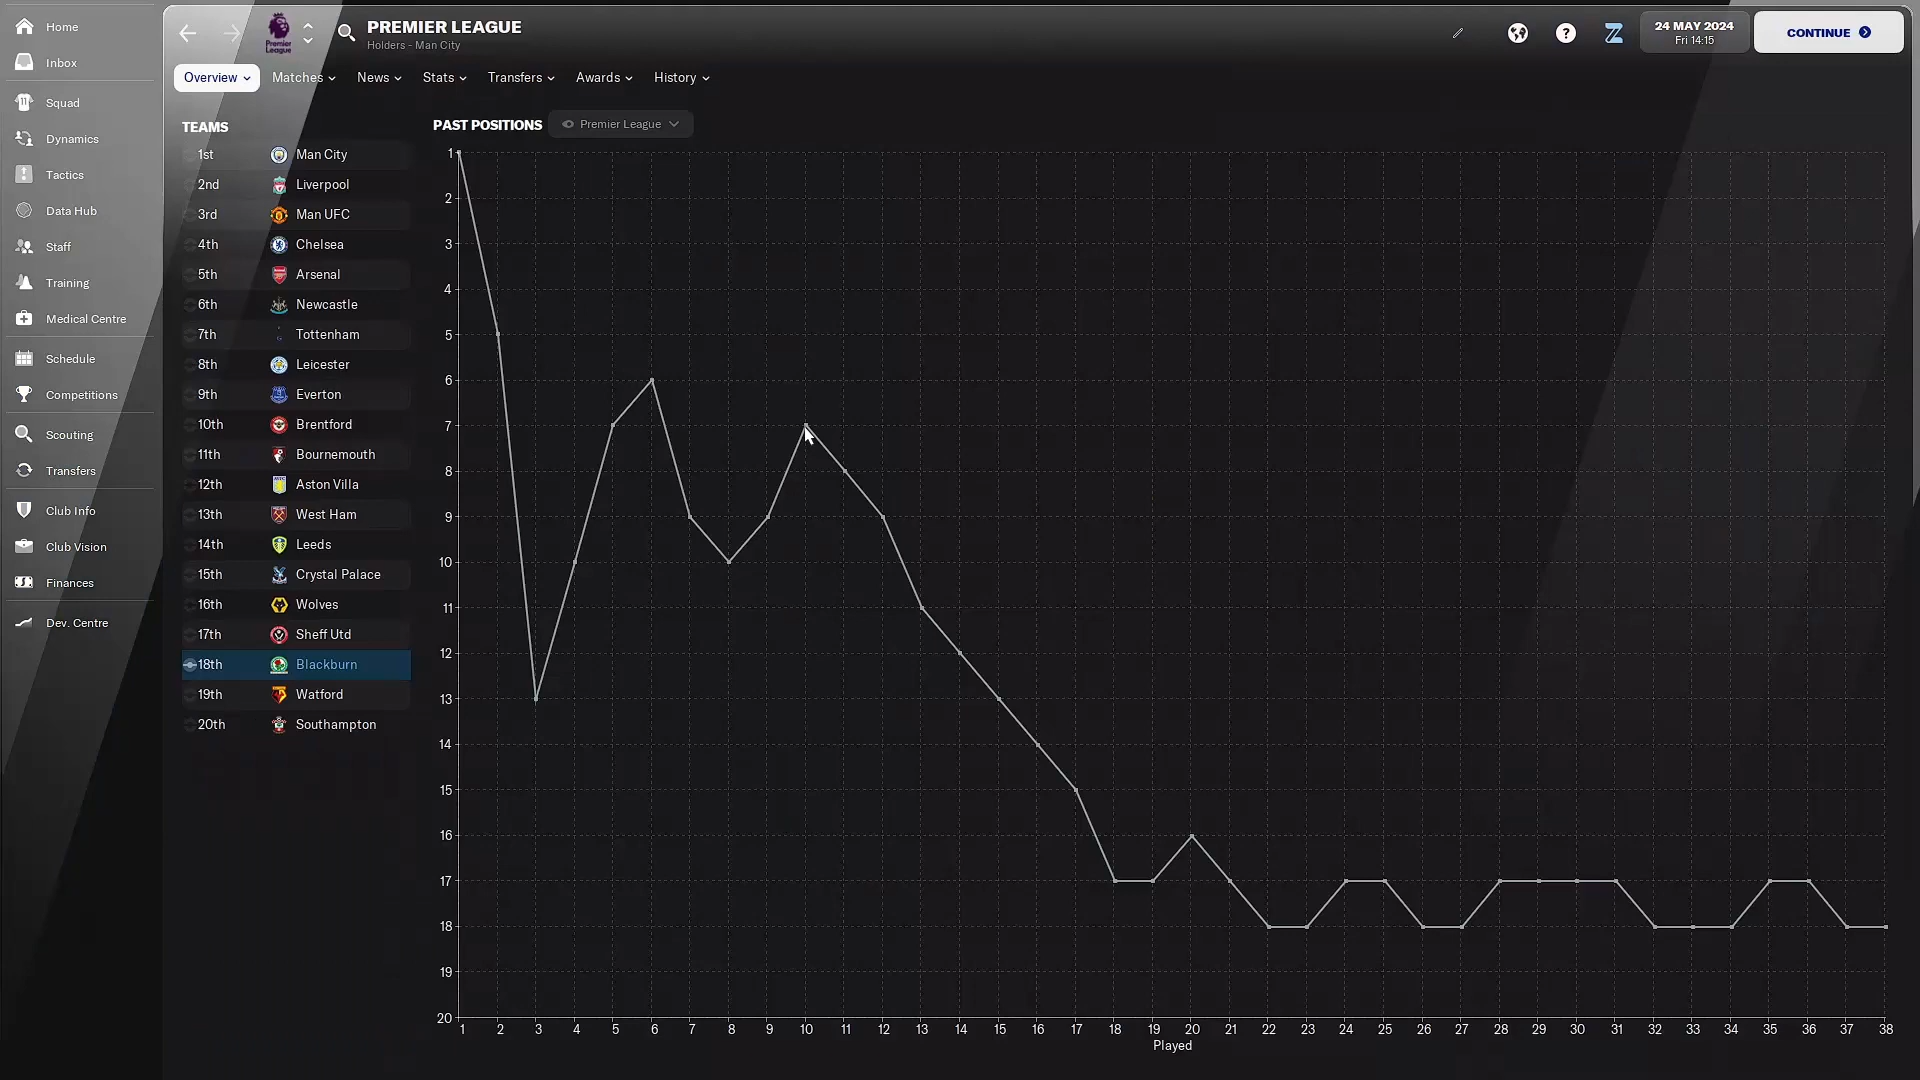 Home
Inbox
Squad
Dynamics
Tactics
Data Hub
Staff
Training
Medical Centre
Schedule
Competitions
Scouting
Transfers
Club Info
Club Vision
Finances
Dev. Centre
Premier League
PREMIER LEAGUE
Holders - Man City
24 MAY 2024
Fri 14:15
CONTINUE
Overview Matches News Stats Transfers Awards History
TEAMS
1st Man City
2nd Liverpool
3rd Man UFC
4th Chelsea
5th Arsenal
6th Newcastle
7th Tottenham
8th Leicester
9th Everton
10th Brentford
11th Bournemouth
12th Aston Villa
13th West Ham
14th Leeds
15th Crystal Palace
16th Wolves
17th Sheff Utd
18th Blackburn
19th Watford
20th Southampton
PAST POSITIONS Premier League
1
2
3
4
5
6
7
8
9
10
11
12
13
14
15
16
17
18
19
20
1 2 3 4 5 6 7 8 9 10 11 12 13 14 15 16 17 18 19 20 21 22 23 24 25 26 27 28 29 30 31 32 33 34 35 36 37 38
Played